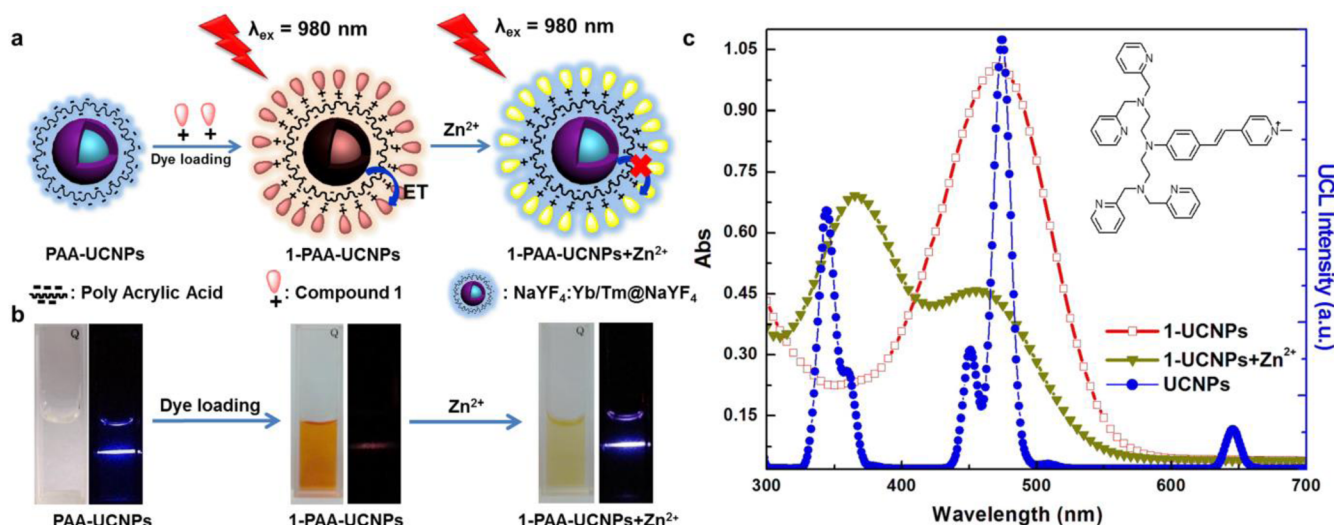 a
λex = 980 nm
λex = 980 nm
+ +
Dye loading
Zn²⁺
ET
PAA-UCNPs
1-PAA-UCNPs
1-PAA-UCNPs+Zn²⁺
: Poly Acrylic Acid
+
: Compound 1
: NaYF₄:Yb/Tm@NaYF₄
b
Q
Q
Q
Dye loading
Zn²⁺
PAA-UCNPs
1-PAA-UCNPs
1-PAA-UCNPs+Zn²⁺
c
1.05
0.90
0.75
0.60
0.45
0.30
0.15
Abs
N
N
N
N
N
N
N
N⁺
1-UCNPs
1-UCNPs+Zn²⁺
UCNPs
UCL Intensity (a.u.)
300
400
500
600
700
Wavelength (nm)